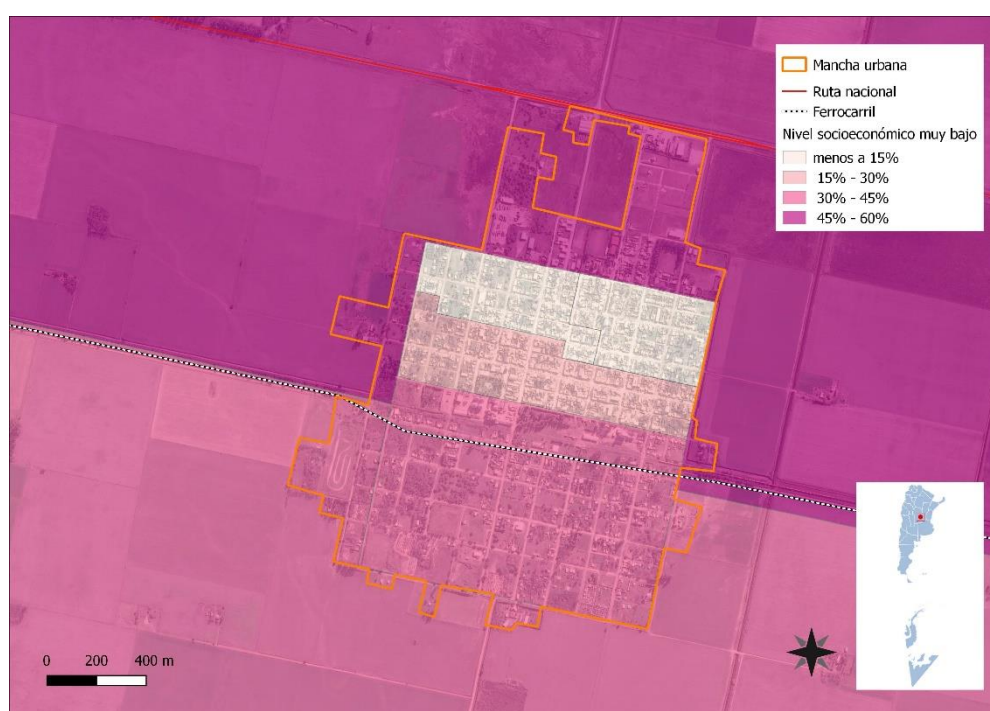 Mancha urbana
Ruta nacional
Ferrocarril
Nivel socioeconómico muy bajo
menos a 15%
15% - 30%
30% - 45%
45% - 60%
0 200 400 m